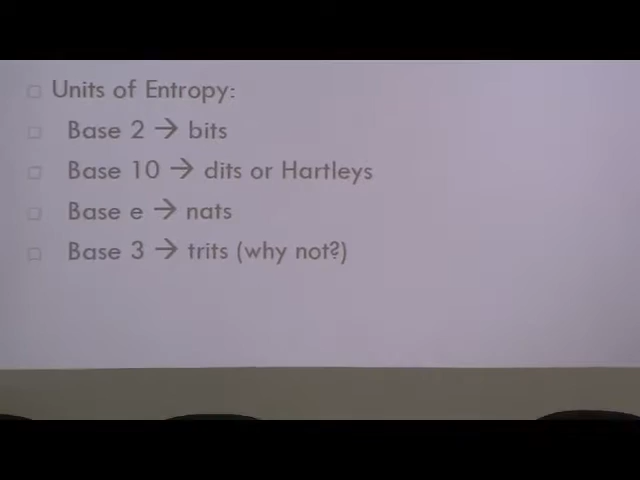 Units of Entropy:
Base 2 → bits
Base 10 → dits or Hartleys
Base e → nats
Base 3 → trits (why not?)